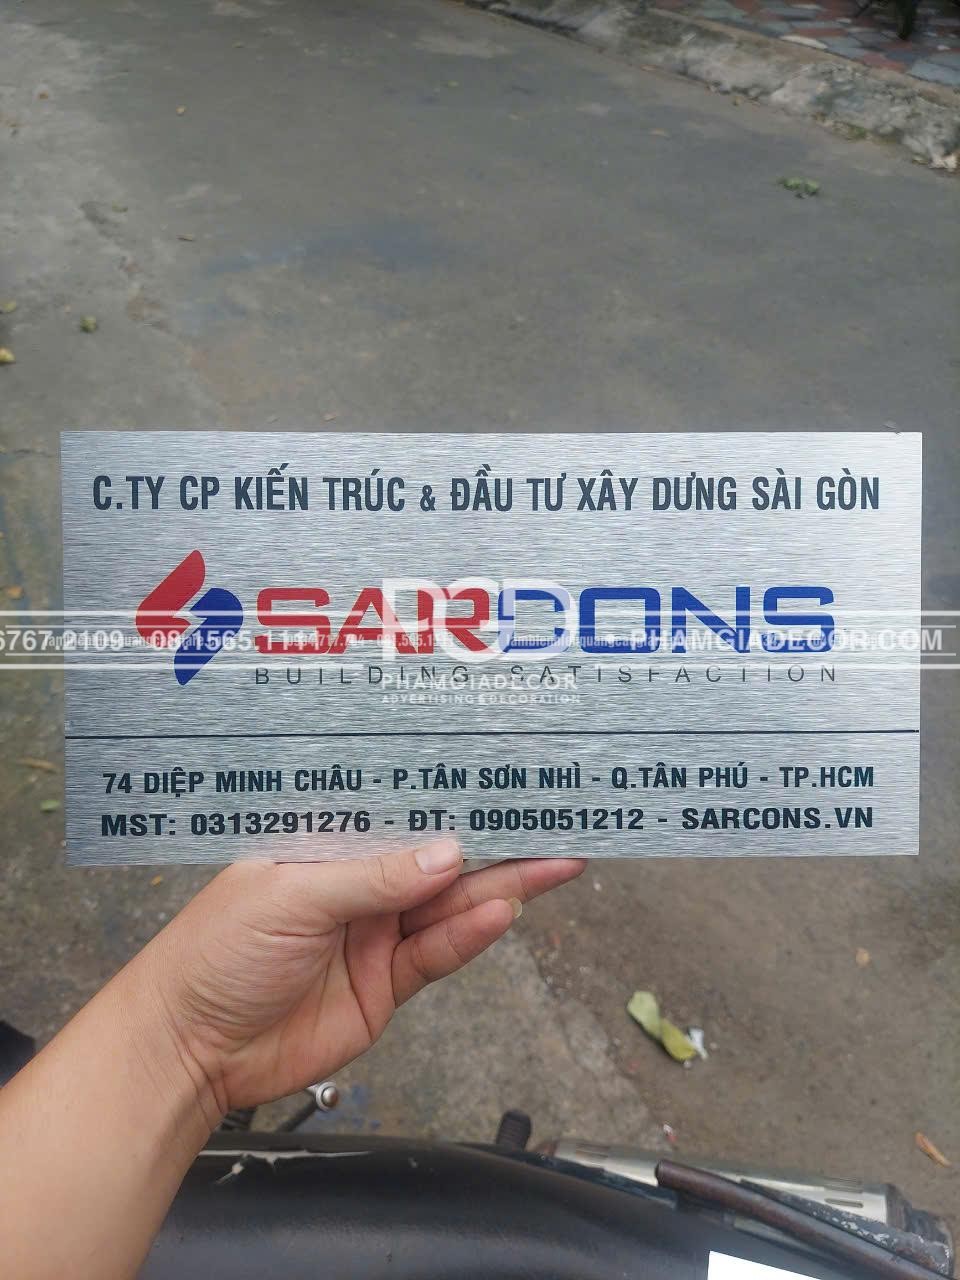 C.TY CP KIẾN TRÚC & ĐẦU TƯ XÂY DƯNG SÀI GÒN
SARCONS
BUILDING SATISFACTION
PGD
PHAMGIADECOR
ADVERTISING & DECORATION
PHAMGIADECOR.COM
74 DIỆP MINH CHÂU - P.TÂN SƠN NHÌ - Q.TÂN PHÚ - TP.HCM
MST: 0313291276 - ĐT: 0905051212 - SARCONS.VN